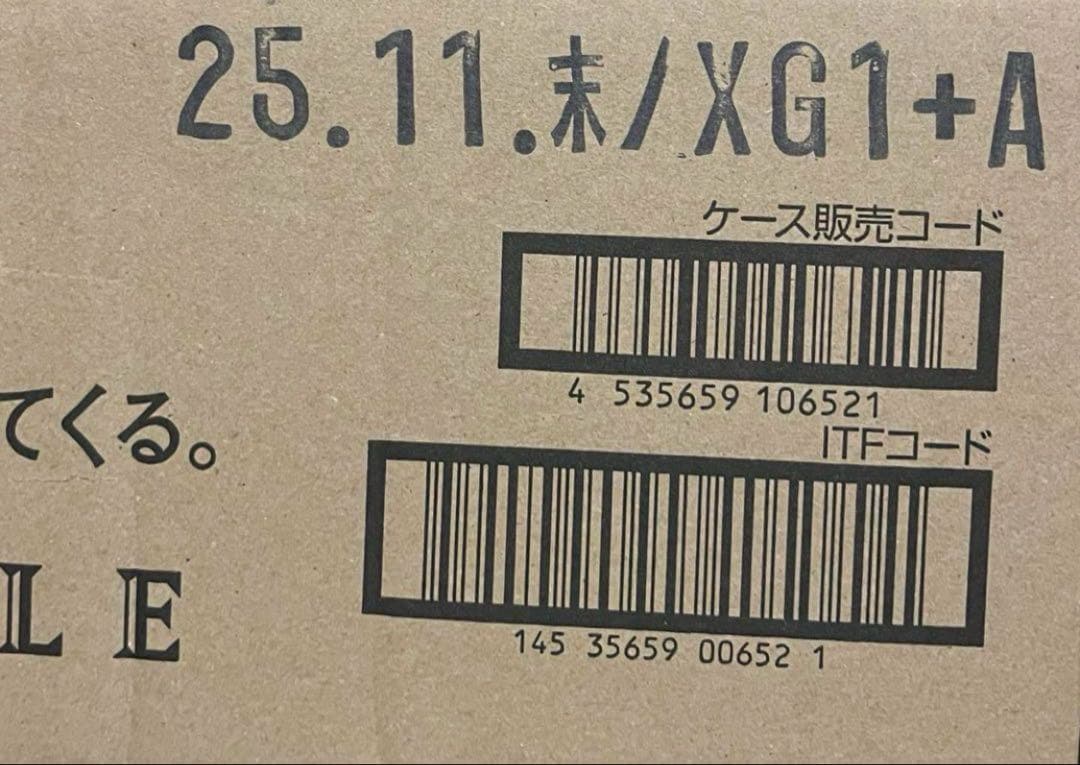 25.11.末/XG1+A
ケース販売コード
4 535659 106521
てくる。
ITFコード
LE
145 35659 00652 1